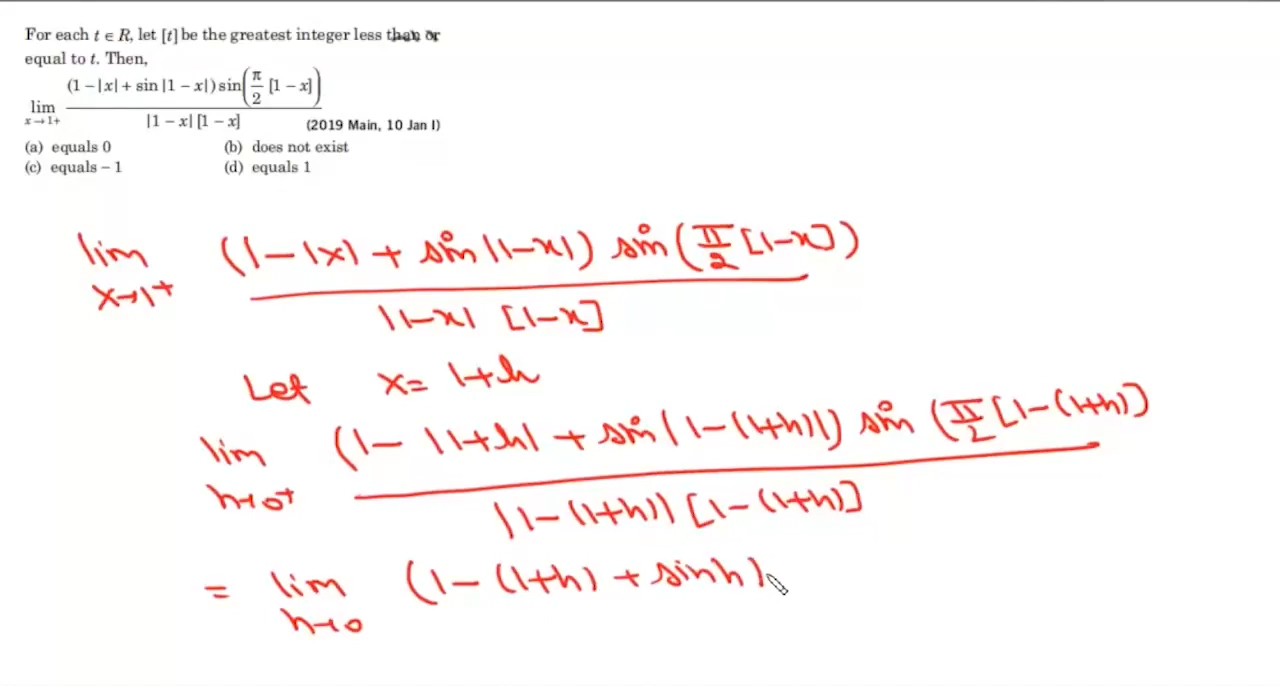 For each t ∈ R, let [t] be the greatest integer less than or
equal to t. Then,
lim x→1+ (1 – |x| + sin |1 – x|) sin(π/2 [1 – x]) / |1 – x| [1 – x] (2019 Main, 10 Jan I)
(a) equals 0 (b) does not exist
(c) equals – 1 (d) equals 1
lim x→1+ (1–|x| + sin|1–x|) sin(π/2 [1–x]) / |1–x| [1–x]
Let x = 1+h
lim h→0+ (1– |1+h| + sin|1–(1+h)|) sin (π/2 [1–(1+h)] / |1–(1+h)| [1–(1+h)]
= lim h→0 (1–(1+h) + sinh)